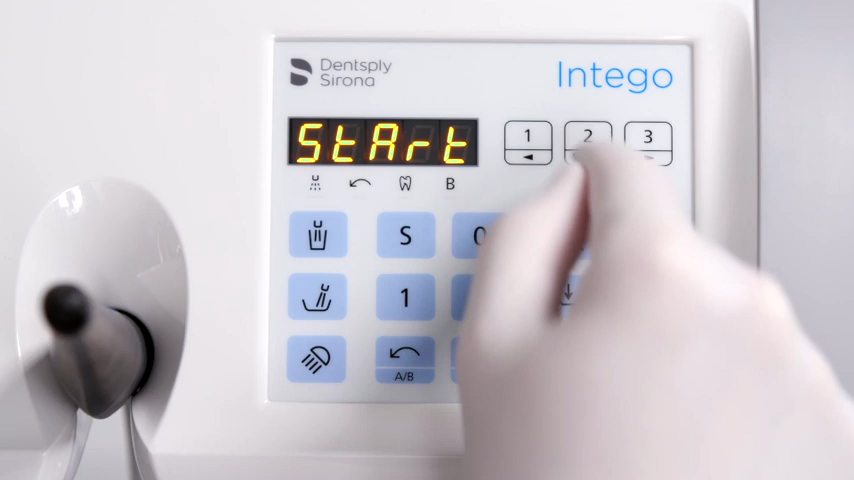 Dentsply
Sirona
Intego
StArt
1 2 3
B
S 0
1
A/B